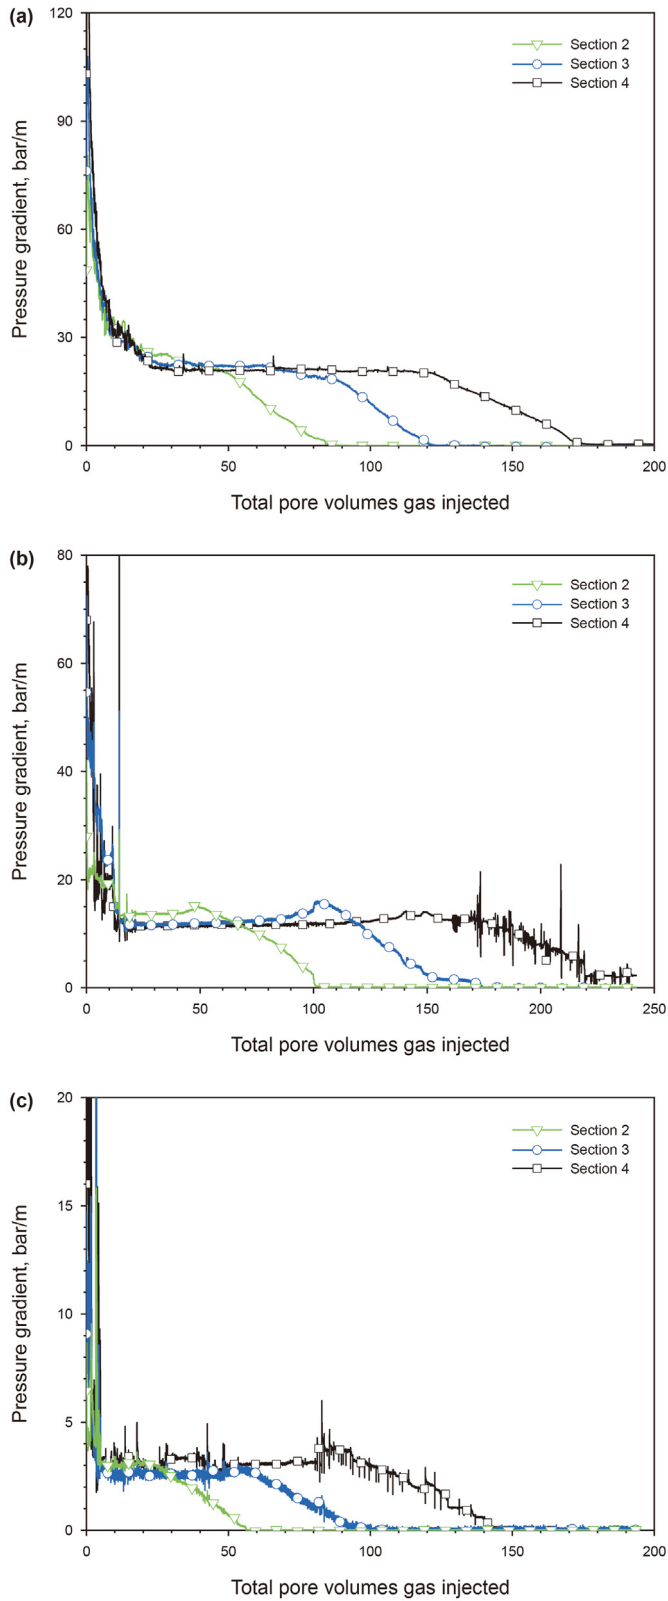 (a)
120
90
60
30
0
Pressure gradient, bar/m
Section 2
Section 3
Section 4
0 50 100 150 200
Total pore volumes gas injected
(b)
80
60
40
20
0
Pressure gradient, bar/m
Section 2
Section 3
Section 4
0 50 100 150 200 250
Total pore volumes gas injected
(c)
20
15
10
5
0
Pressure gradient, bar/m
Section 2
Section 3
Section 4
0 50 100 150 200
Total pore volumes gas injected